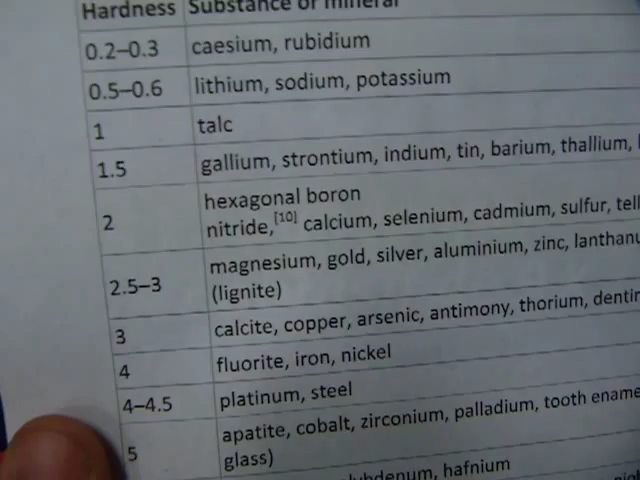 Hardness Substance or mineral
0.2–0.3 caesium, rubidium
0.5–0.6 lithium, sodium, potassium
1 talc
1.5 gallium, strontium, indium, tin, barium, thallium,
hexagonal boron
2 nitride,[10] calcium, selenium, cadmium, sulfur,
magnesium, gold, silver, aluminium, zinc,
2.5–3 (lignite)
3 calcite, copper, arsenic, antimony, thorium,
4 fluorite, iron, nickel
4–4.5 platinum, steel
apatite, cobalt, zirconium, palladium, tooth
5 glass)
hafnium